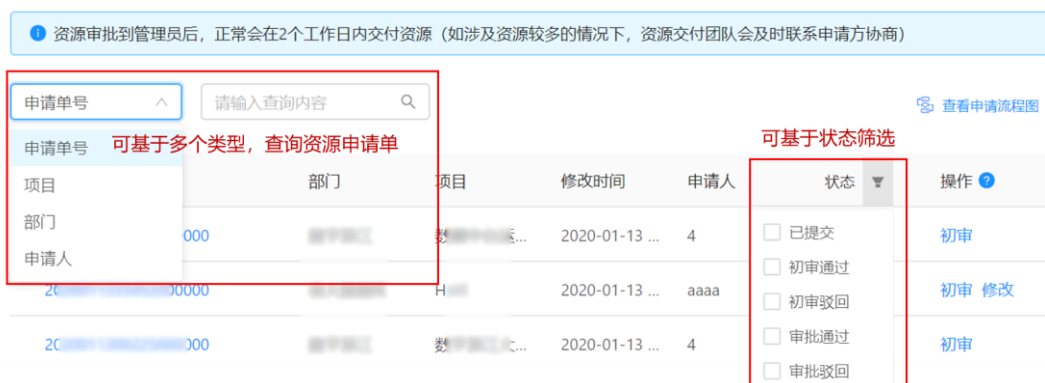 资源审批到管理员后，正常会在2个工作日内交付资源（如涉及资源较多的情况下，资源交付团队会及时联系申请方协商）
申请单号 请输入查询内容 查看申请流程图
申请单号 可基于多个类型，查询资源申请单 可基于状态筛选
项目 部门 项目 修改时间 申请人 状态 操作
部门
000 数 2020-01-13 ... 4 已提交 初审
申请人
初审通过
20 0000 H 2020-01-13 ... aaaa 初审 修改
初审驳回
20 000 数 2020-01-13 ... 4 审批通过 初审
审批驳回